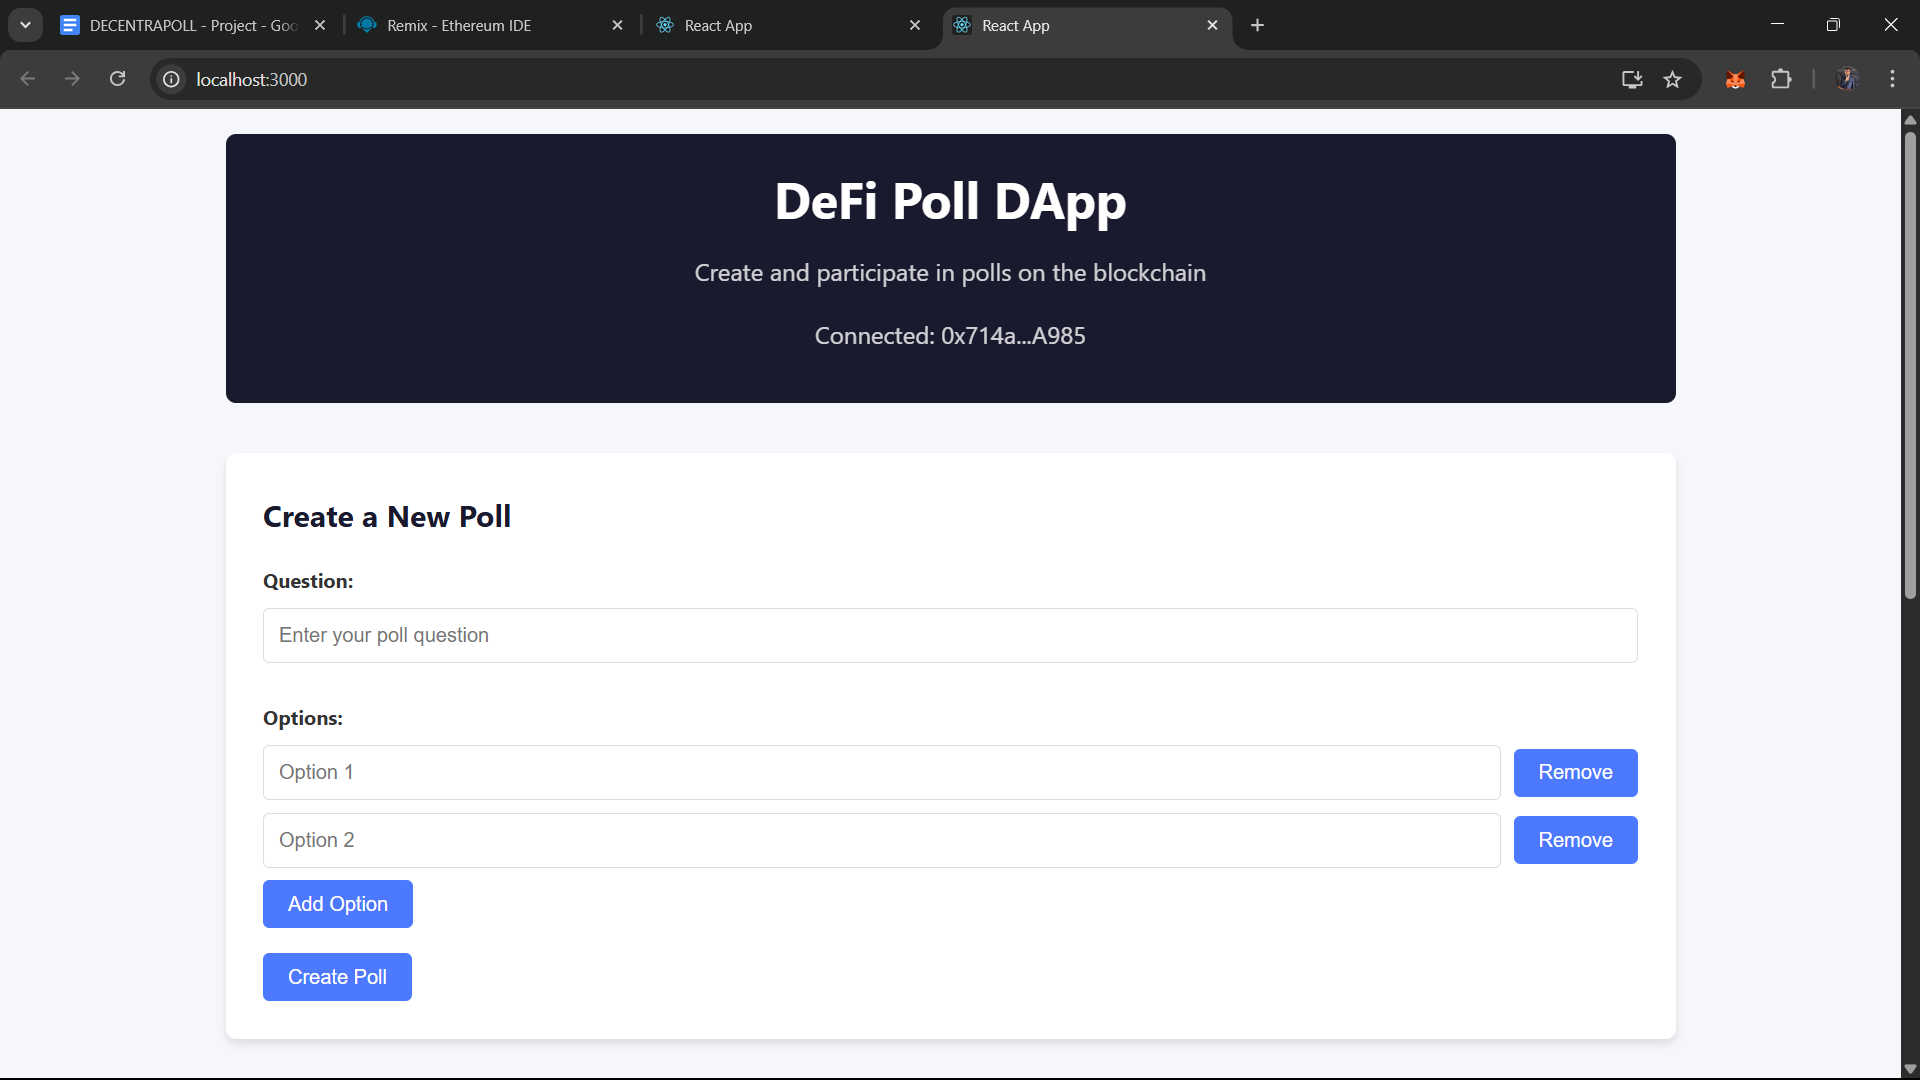 DECENTRAPOLL - Project - Goo
Remix - Ethereum IDE
React App
React App
localhost:3000
DeFi Poll DApp
Create and participate in polls on the blockchain
Connected: 0x714a...A985
Create a New Poll
Question:
Enter your poll question
Options:
Option 1
Remove
Option 2
Remove
Add Option
Create Poll